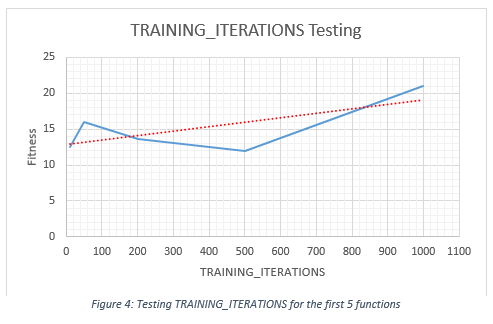 TRAINING_ITERATIONS Testing
25
20
15
10
5
0
Fitness
0 100 200 300 400 500 600 700 800 900 1000 1100
TRAINING_ITERATIONS
Figure 4: Testing TRAINING_ITERATIONS for the first 5 functions